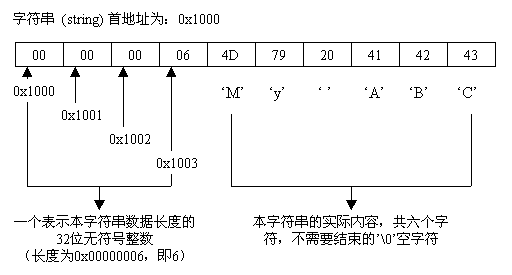 字符串 (string) 首地址为：0x1000
00 00 00 06 4D 79 20 41 42 43
0x1000 ‘M’ ‘y’ ‘ ’ ‘A’ ‘B’ ‘C’
0x1001
0x1002
0x1003
一个表示本字符串数据长度的
32位无符号整数
（长度为0x00000006，即6）
本字符串的实际内容，共六个字
符，不需要结束的’\0’空字符